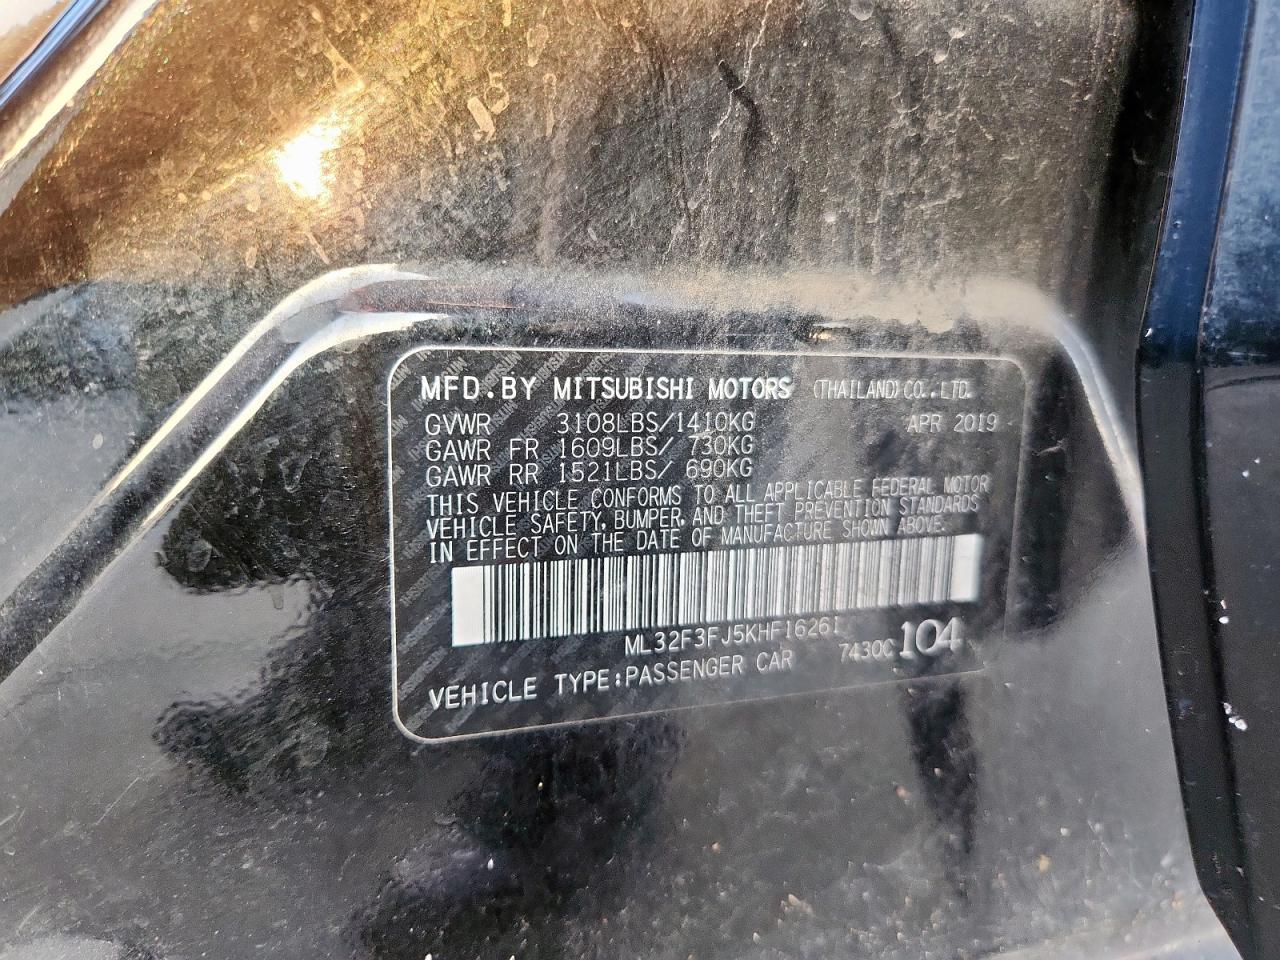 MFD. BY MITSUBISHI MOTORS (THAILAND) CO.,LTD.
GVWR 3108LBS/1410KG APR 2019
GAWR FR 1609LBS/ 730KG
GAWR RR 1521LBS/ 690KG
THIS VEHICLE CONFORMS TO ALL APPLICABLE FEDERAL MOTOR
VEHICLE SAFETY, BUMPER, AND THEFT PREVENTION STANDARDS
IN EFFECT ON THE DATE OF MANUFACTURE SHOWN ABOVE.
ML32F3FJ5KHF16261
VEHICLE TYPE:PASSENGER CAR 7430C 104